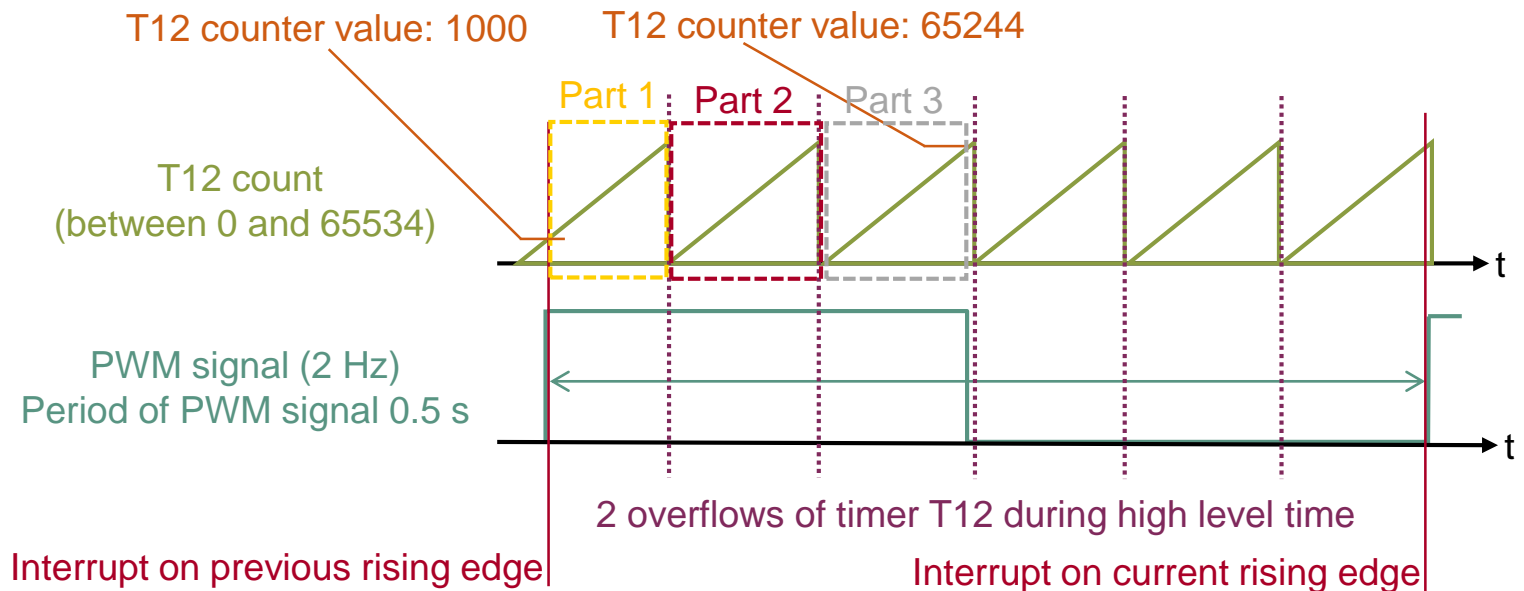 T12 counter value: 1000
T12 counter value: 65244
Part 1
Part 2
Part 3
T12 count
(between 0 and 65534)
t
PWM signal (2 Hz)
Period of PWM signal 0.5 s
t
2 overflows of timer T12 during high level time
Interrupt on previous rising edge
Interrupt on current rising edge